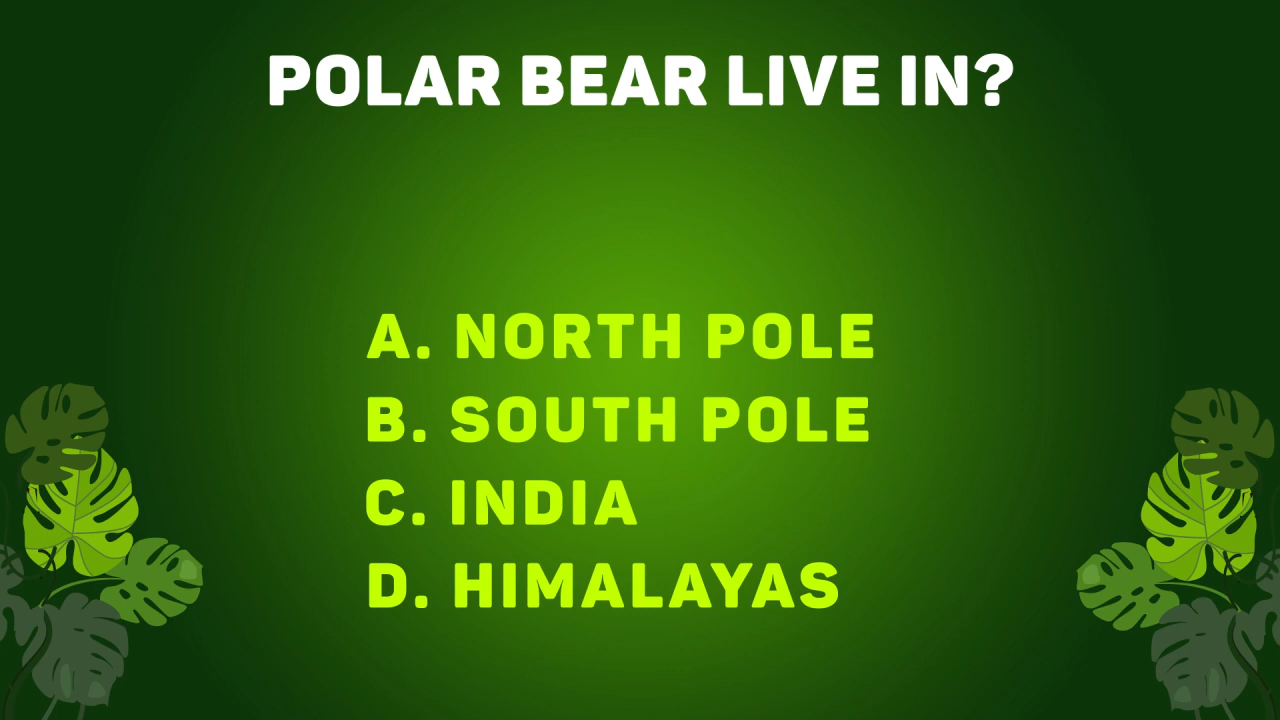 POLAR BEAR LIVE IN?
A. NORTH POLE
B. SOUTH POLE
C. INDIA
D. HIMALAYAS